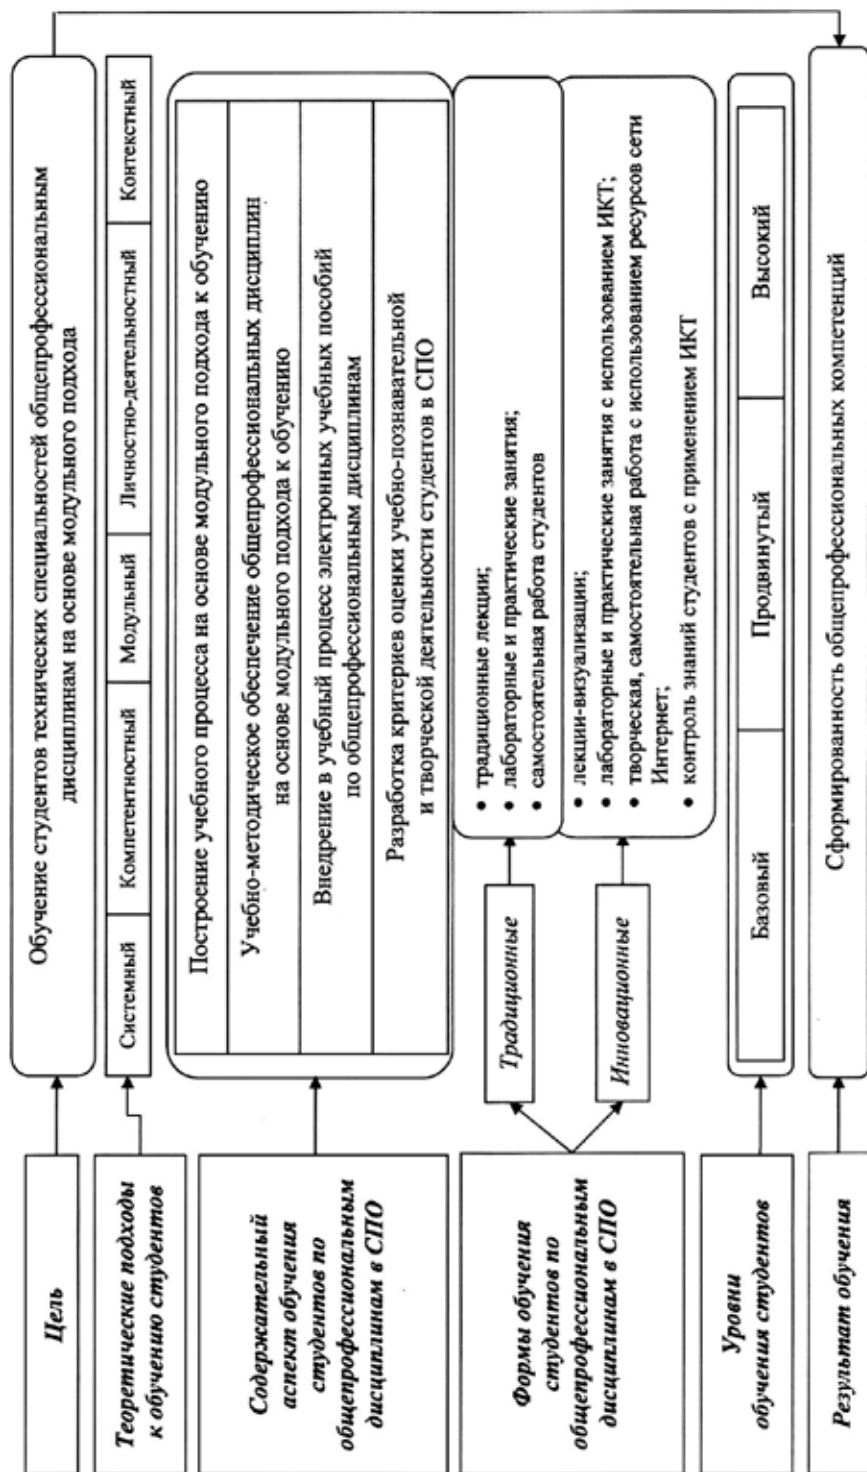 Цель
Обучение студентов технических специальностей общепрофессиональным
дисциплинам на основе модульного подхода
Теоретические подходы
к обучению студентов
Системный
Компетентностный
Модульный
Личностно-деятельностный
Контекстный
Содержательный
аспект обучения
студентов по
общепрофессиональным
дисциплинам в СПО
Построение учебного процесса на основе модульного подхода к обучению
Учебно-методическое обеспечение общепрофессиональных дисциплин
на основе модульного подхода к обучению
Внедрение в учебный процесс электронных учебных пособий
по общепрофессиональным дисциплинам
Разработка критериев оценки учебно-познавательной
и творческой деятельности студентов в СПО
Формы обучения
студентов по
общепрофессиональным
дисциплинам в СПО
Традиционные
• традиционные лекции;
• лабораторные и практические занятия;
• самостоятельная работа студентов
Инновационные
• лекции-визуализации;
• лабораторные и практические занятия с использованием ИКТ;
• творческая, самостоятельная работа с использованием ресурсов сети
Интернет;
• контроль знаний студентов с применением ИКТ
Уровни
обучения студентов
Базовый
Продвинутый
Высокий
Результат обучения
Сформированность общепрофессиональных компетенций